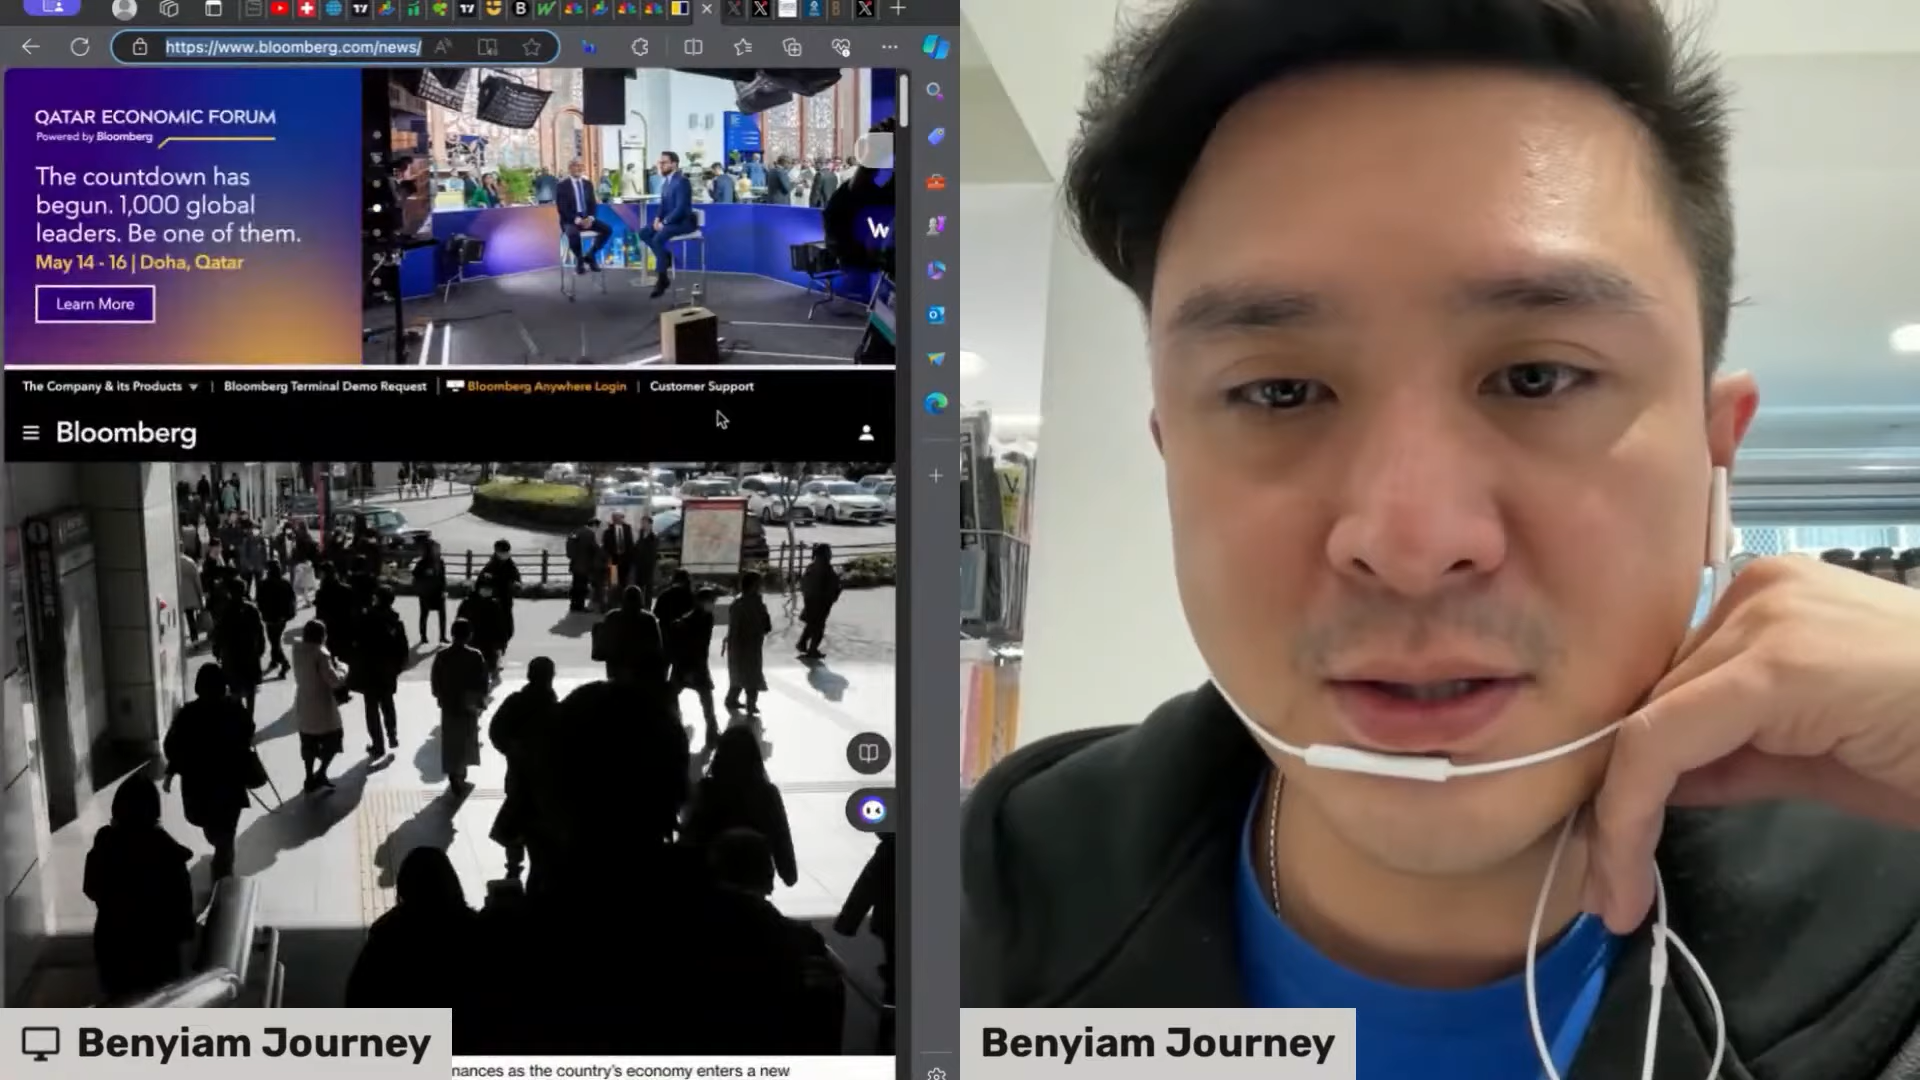 https://www.bloomberg.com/news/
QATAR ECONOMIC FORUM
Powered by Bloomberg
The countdown has
begun. 1,000 global
leaders. Be one of them.
May 14 - 16 | Doha, Qatar
Learn More
W
The Company & its Products | Bloomberg Terminal Demo Request | Bloomberg Anywhere Login | Customer Support
Bloomberg
nances as the country's economy enters a new
Benyiam Journey
Benyiam Journey